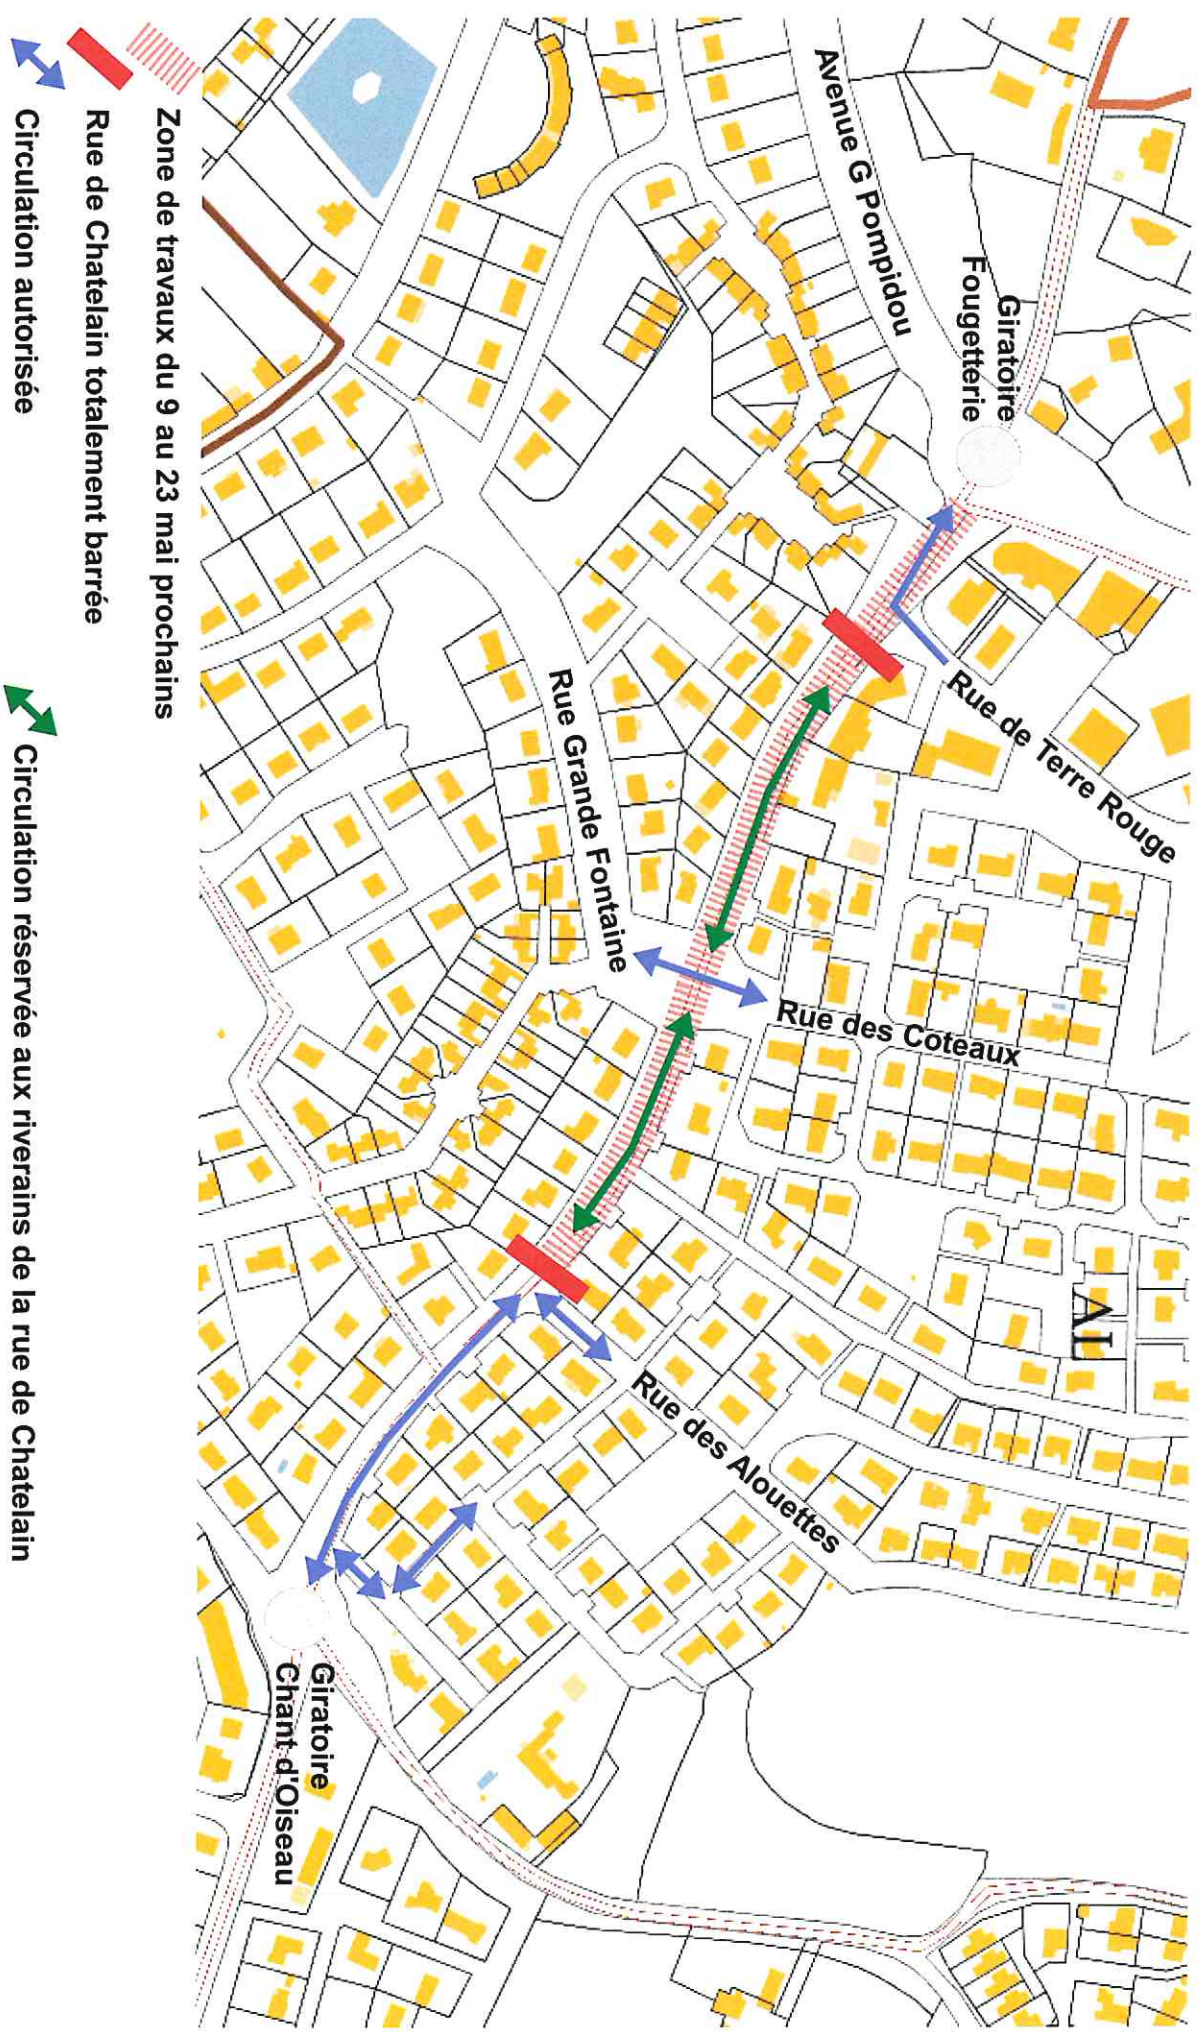 Avenue G Pompidou
Giratoire
Fougetterie
Rue de Terre Rouge
Rue Grande Fontaine
Rue des Coteaux
AL
Rue des Alouettes
Giratoire
Chant d'Oiseau
Zone de travaux du 9 au 23 mai prochains
Rue de Chatelain totalement barrée
Circulation autorisée
Circulation réservée aux riverains de la rue de Chatelain